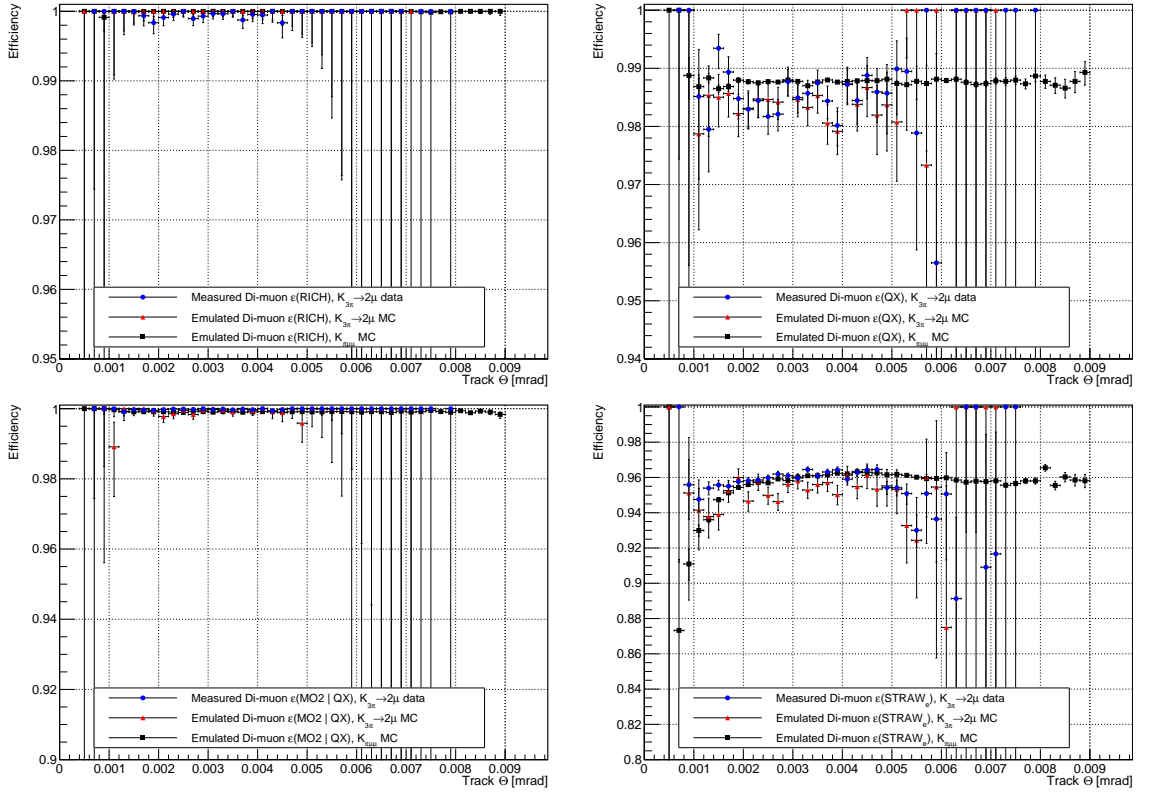 Efficiency
1
0.99
0.98
0.97
0.96
0.95
Measured Di-muon ε(RICH), K3π→2μ data
Emulated Di-muon ε(RICH), K3π→2μ MC
Emulated Di-muon ε(RICH), Kπμμ MC
0 0.001 0.002 0.003 0.004 0.005 0.006 0.007 0.008 0.009
Track Θ [mrad]
Efficiency
1
0.99
0.98
0.97
0.96
0.95
0.94
Measured Di-muon ε(QX), K3π→2μ data
Emulated Di-muon ε(QX), K3π→2μ MC
Emulated Di-muon ε(QX), Kπμμ MC
0 0.001 0.002 0.003 0.004 0.005 0.006 0.007 0.008 0.009
Track Θ [mrad]
Efficiency
1
0.98
0.96
0.94
0.92
0.9
Measured Di-muon ε(MO2 | QX), K3π→2μ data
Emulated Di-muon ε(MO2 | QX), K3π→2μ MC
Emulated Di-muon ε(MO2 | QX), Kπμμ MC
0 0.001 0.002 0.003 0.004 0.005 0.006 0.007 0.008 0.009
Track Θ [mrad]
Efficiency
1
0.98
0.96
0.94
0.92
0.9
0.88
0.86
0.84
0.82
0.8
Measured Di-muon ε(STRAWe), K3π→2μ data
Emulated Di-muon ε(STRAWe), K3π→2μ MC
Emulated Di-muon ε(STRAWe), Kπμμ MC
0 0.001 0.002 0.003 0.004 0.005 0.006 0.007 0.008 0.009
Track Θ [mrad]